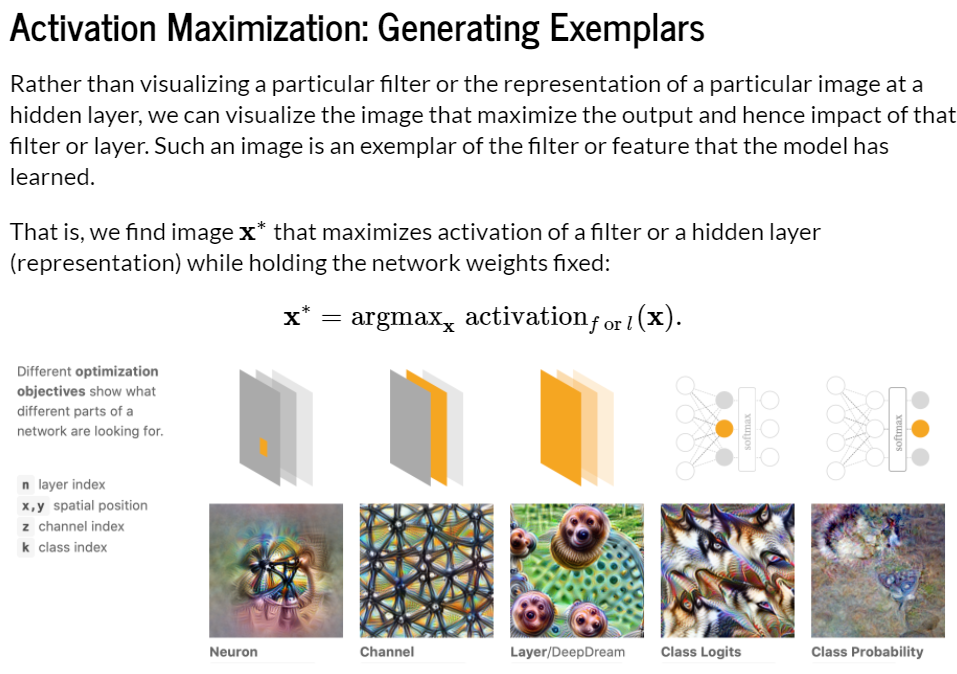 Activation Maximization: Generating Exemplars
Rather than visualizing a particular filter or the representation of a particular image at a
hidden layer, we can visualize the image that maximize the output and hence impact of that
filter or layer. Such an image is an exemplar of the filter or feature that the model has
learned.
That is, we find image x* that maximizes activation of a filter or a hidden layer
(representation) while holding the network weights fixed:
x* = argmaxₓ activation_{f or l}(x).
Different optimization
objectives show what
different parts of a
network are looking for.
n layer index
x,y spatial position
z channel index
k class index
softmax
softmax
Neuron
Channel
Layer/DeepDream
Class Logits
Class Probability